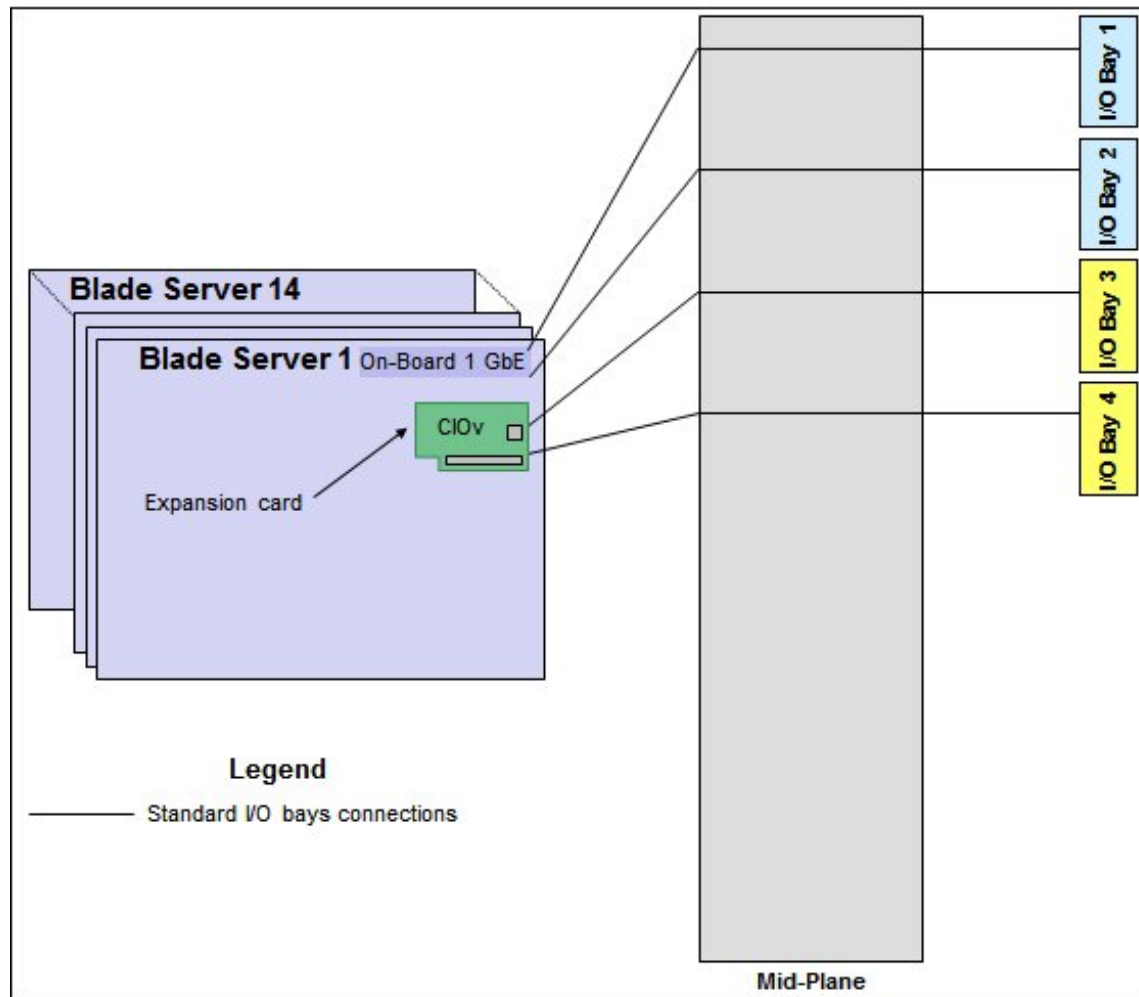 I/O Bay 1
I/O Bay 2
I/O Bay 3
I/O Bay 4
Blade Server 14
Blade Server 1
On-Board 1 GbE
CIOv
Expansion card
Legend
Standard I/O bays connections
Mid-Plane